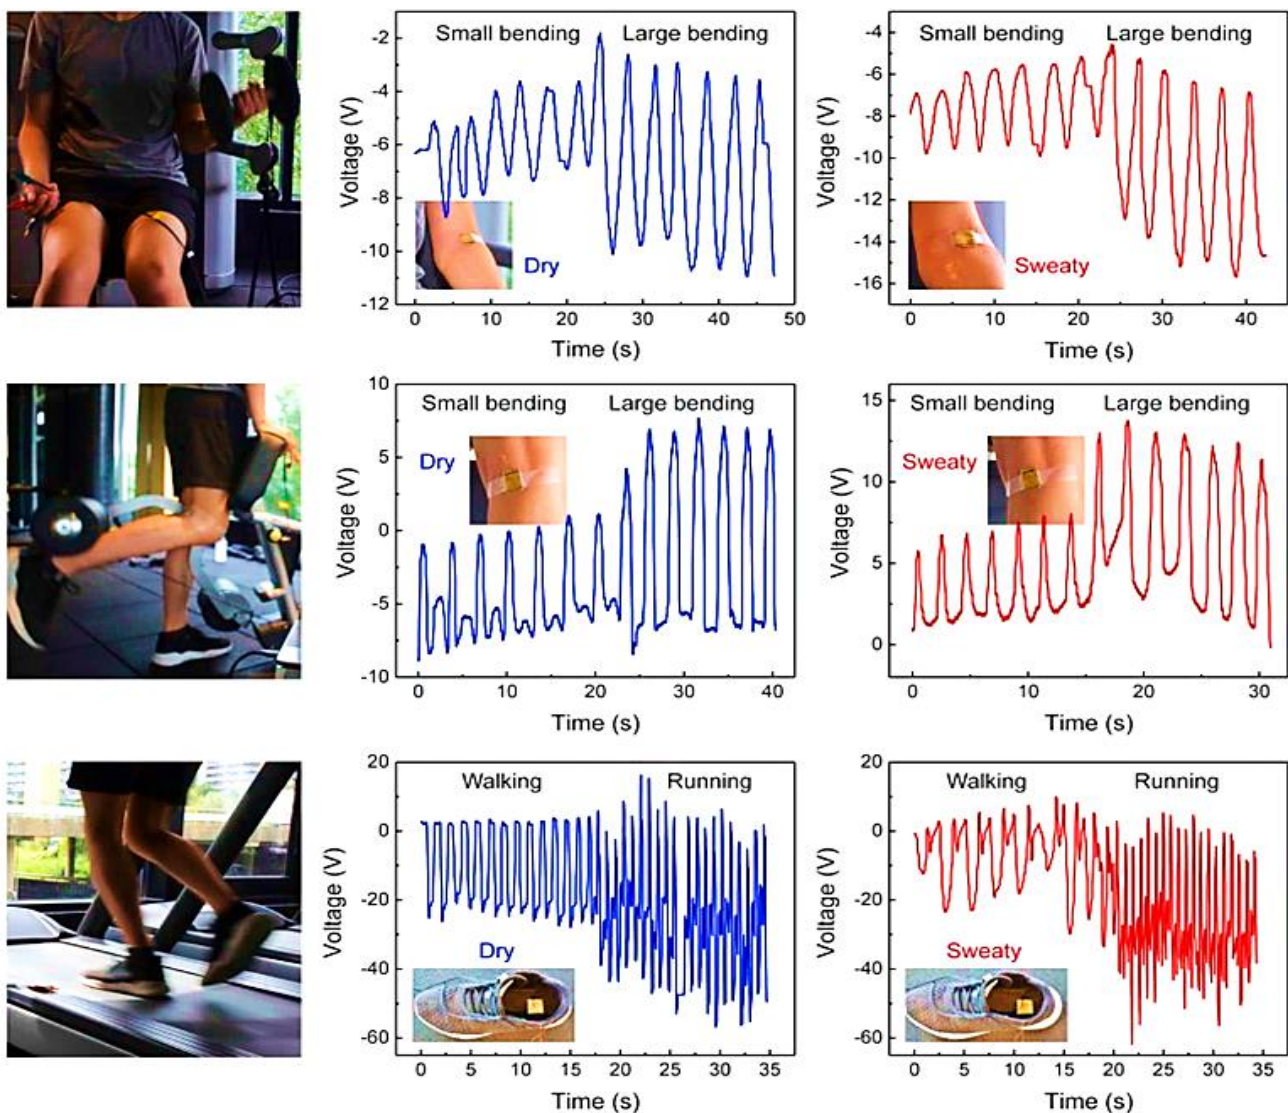 Small bending Large bending
Voltage (V)
-2
-4
-6
-8
-10
-12
Dry
0 10 20 30 40 50
Time (s)
Small bending Large bending
Voltage (V)
-4
-6
-8
-10
-12
-14
-16
Sweaty
0 10 20 30 40
Time (s)
Small bending Large bending
Voltage (V)
10
5
0
-5
-10
Dry
0 10 20 30 40
Time (s)
Small bending Large bending
Voltage (V)
15
10
5
0
Sweaty
0 10 20 30
Time (s)
Walking Running
Voltage (V)
20
0
-20
-40
-60
Dry
0 5 10 15 20 25 30 35
Time (s)
Walking Running
Voltage (V)
20
0
-20
-40
-60
Sweaty
0 5 10 15 20 25 30 35
Time (s)